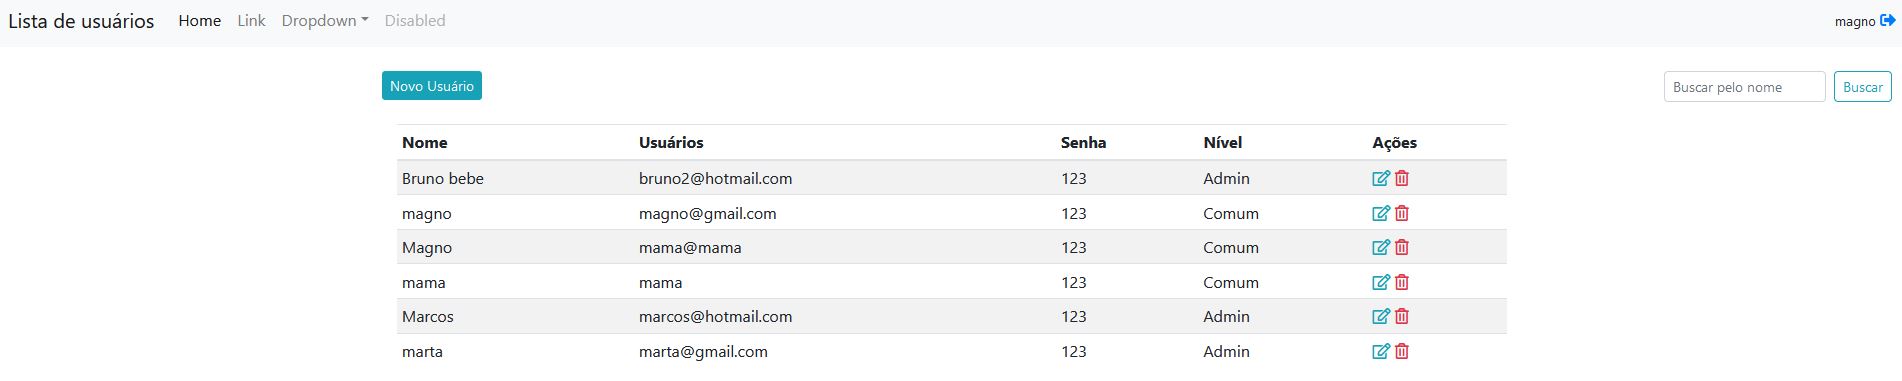 Lista de usuários Home Link Dropdown Disabled magno
Novo Usuário Buscar pelo nome Buscar
Nome Usuários Senha Nível Ações
Bruno bebe bruno2@hotmail.com 123 Admin
magno magno@gmail.com 123 Comum
Magno mama@mama 123 Comum
mama mama 123 Comum
Marcos marcos@hotmail.com 123 Admin
marta marta@gmail.com 123 Admin